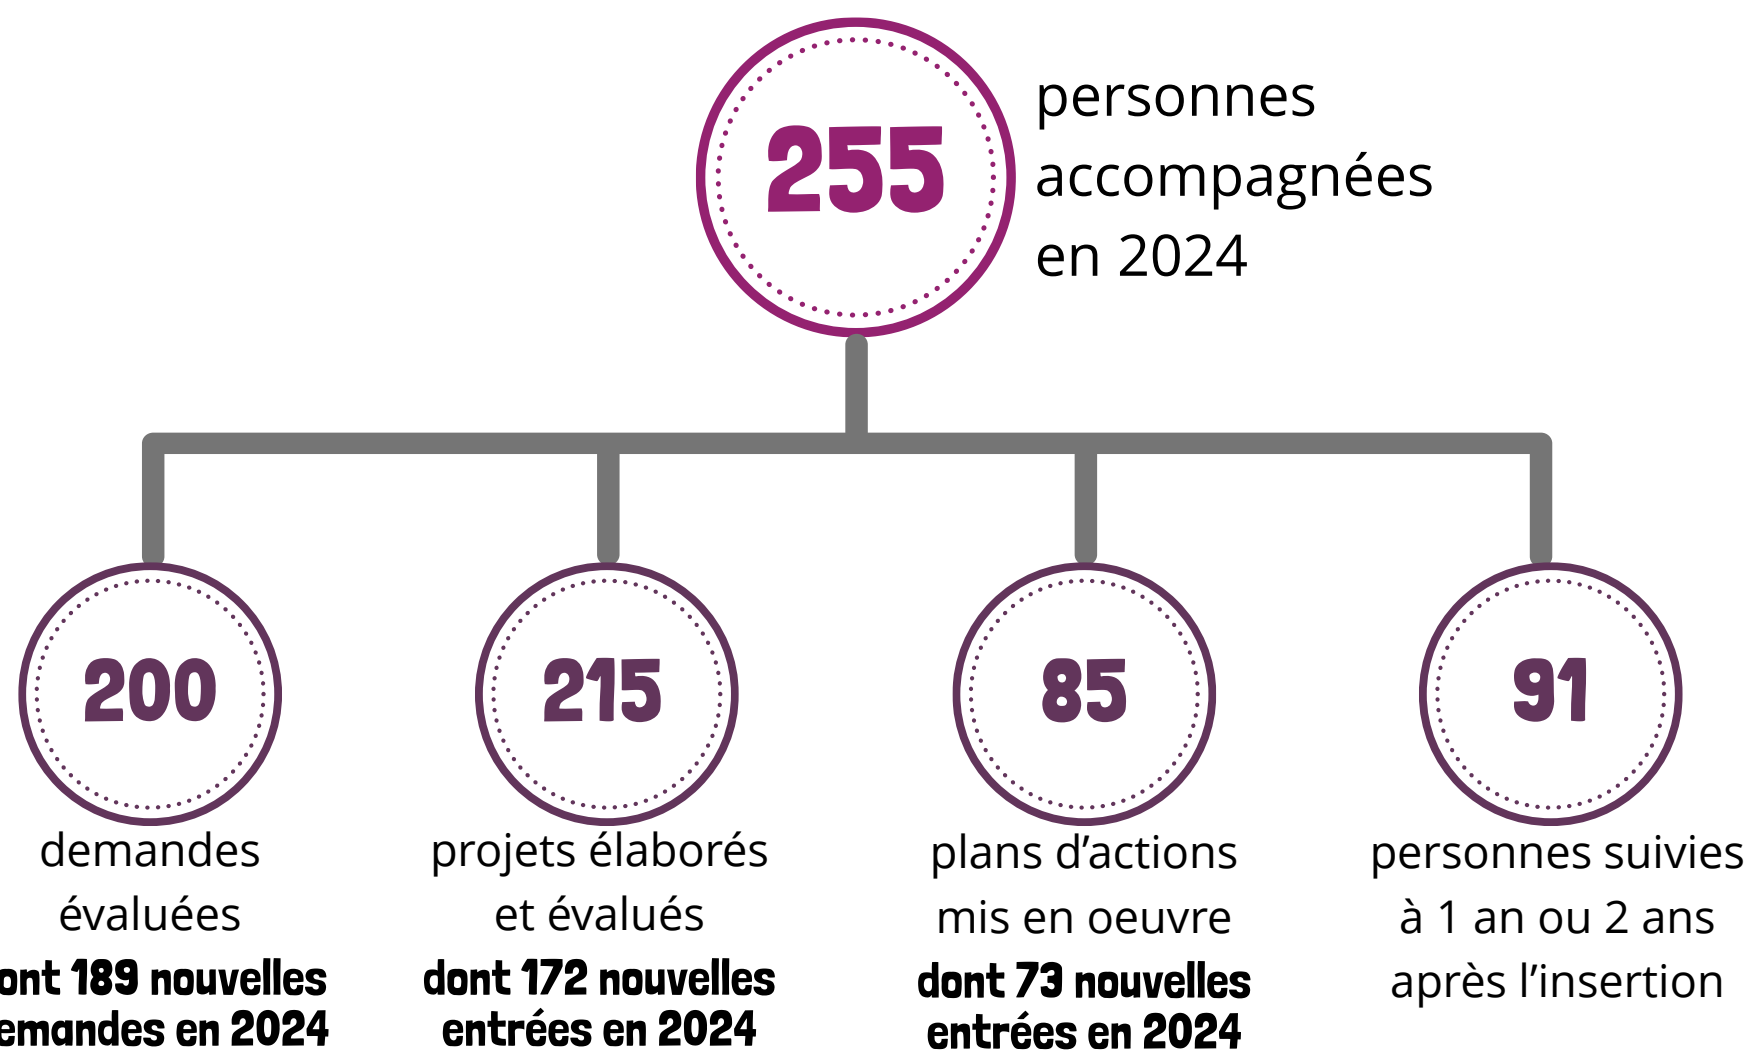 255
personnes
accompagnées
en 2024
200
demandes
évaluées
ont 189 nouvelles
emandes en 2024
215
projets élaborés
et évalués
dont 172 nouvelles
entrées en 2024
85
plans d’actions
mis en oeuvre
dont 73 nouvelles
entrées en 2024
91
personnes suivies
à 1 an ou 2 ans
après l’insertion